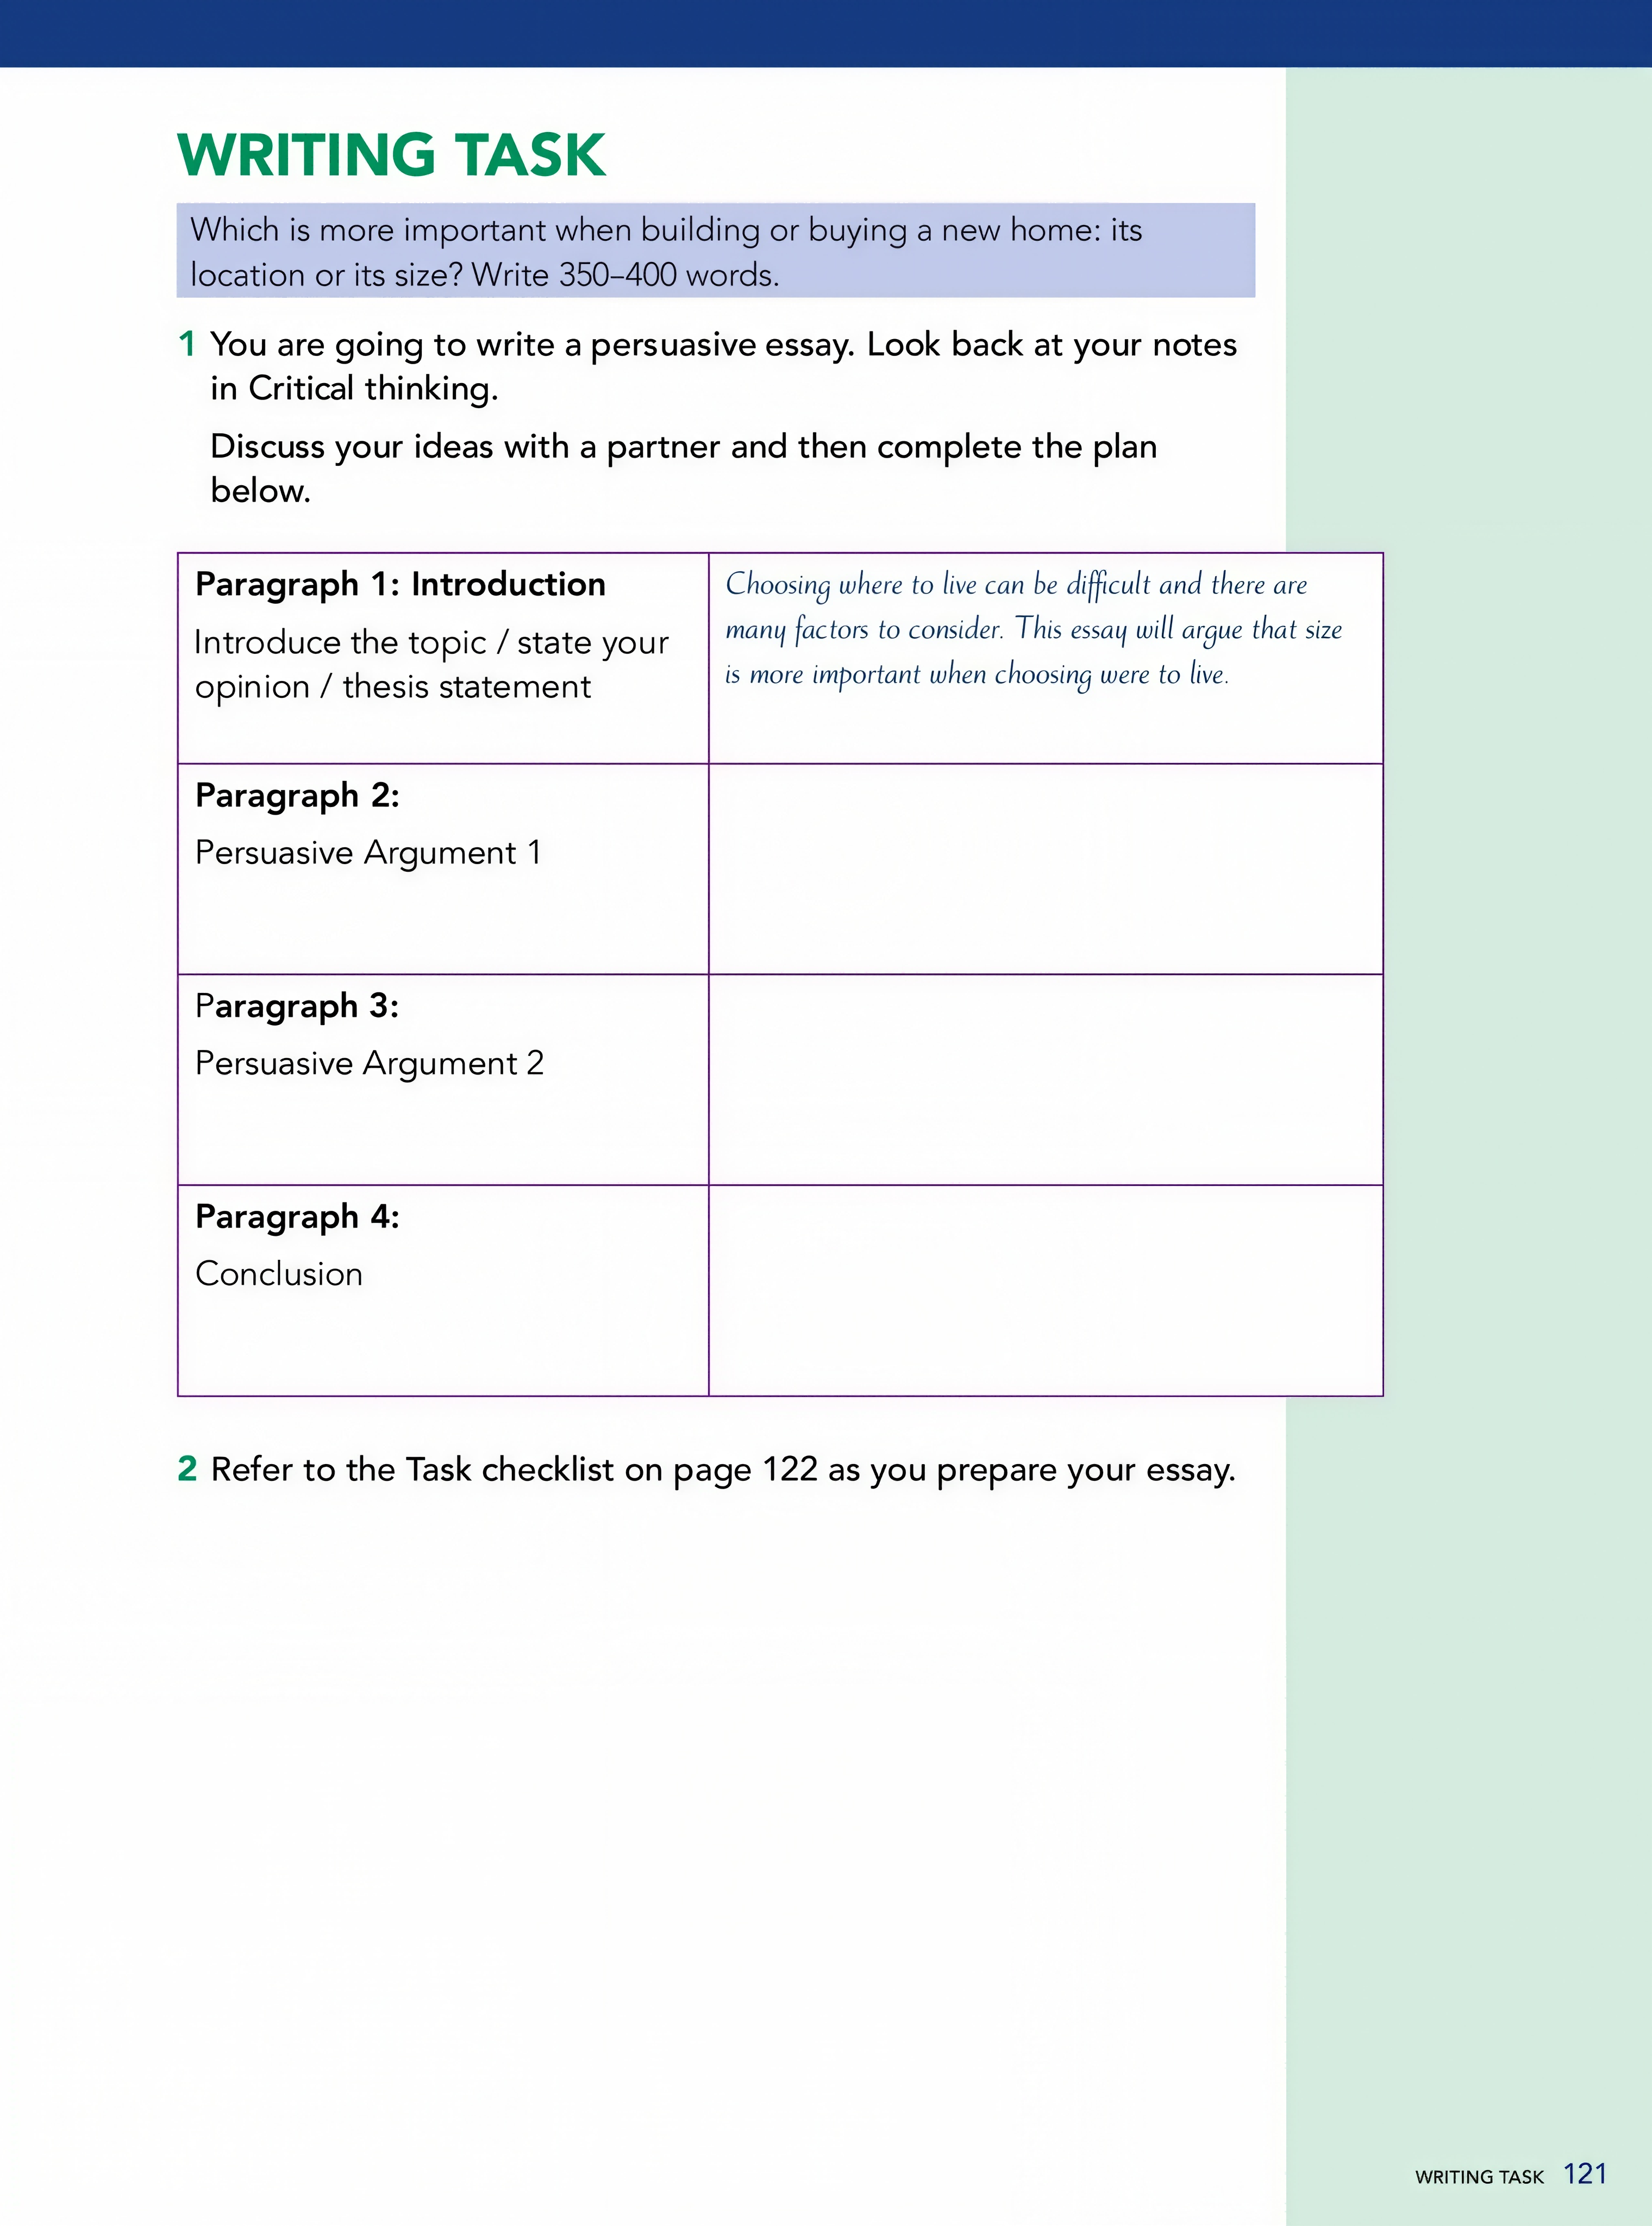 WRITING TASK
Which is more important when building or buying a new home: its
location or its size? Write 350–400 words.
1 You are going to write a persuasive essay. Look back at your notes
in Critical thinking.
Discuss your ideas with a partner and then complete the plan
below.
Paragraph 1: Introduction
Introduce the topic / state your
opinion / thesis statement
Choosing where to live can be difficult and there are
many factors to consider. This essay will argue that size
is more important when choosing were to live.
Paragraph 2:
Persuasive Argument 1
Paragraph 3:
Persuasive Argument 2
Paragraph 4:
Conclusion
2 Refer to the Task checklist on page 122 as you prepare your essay.
WRITING TASK 121